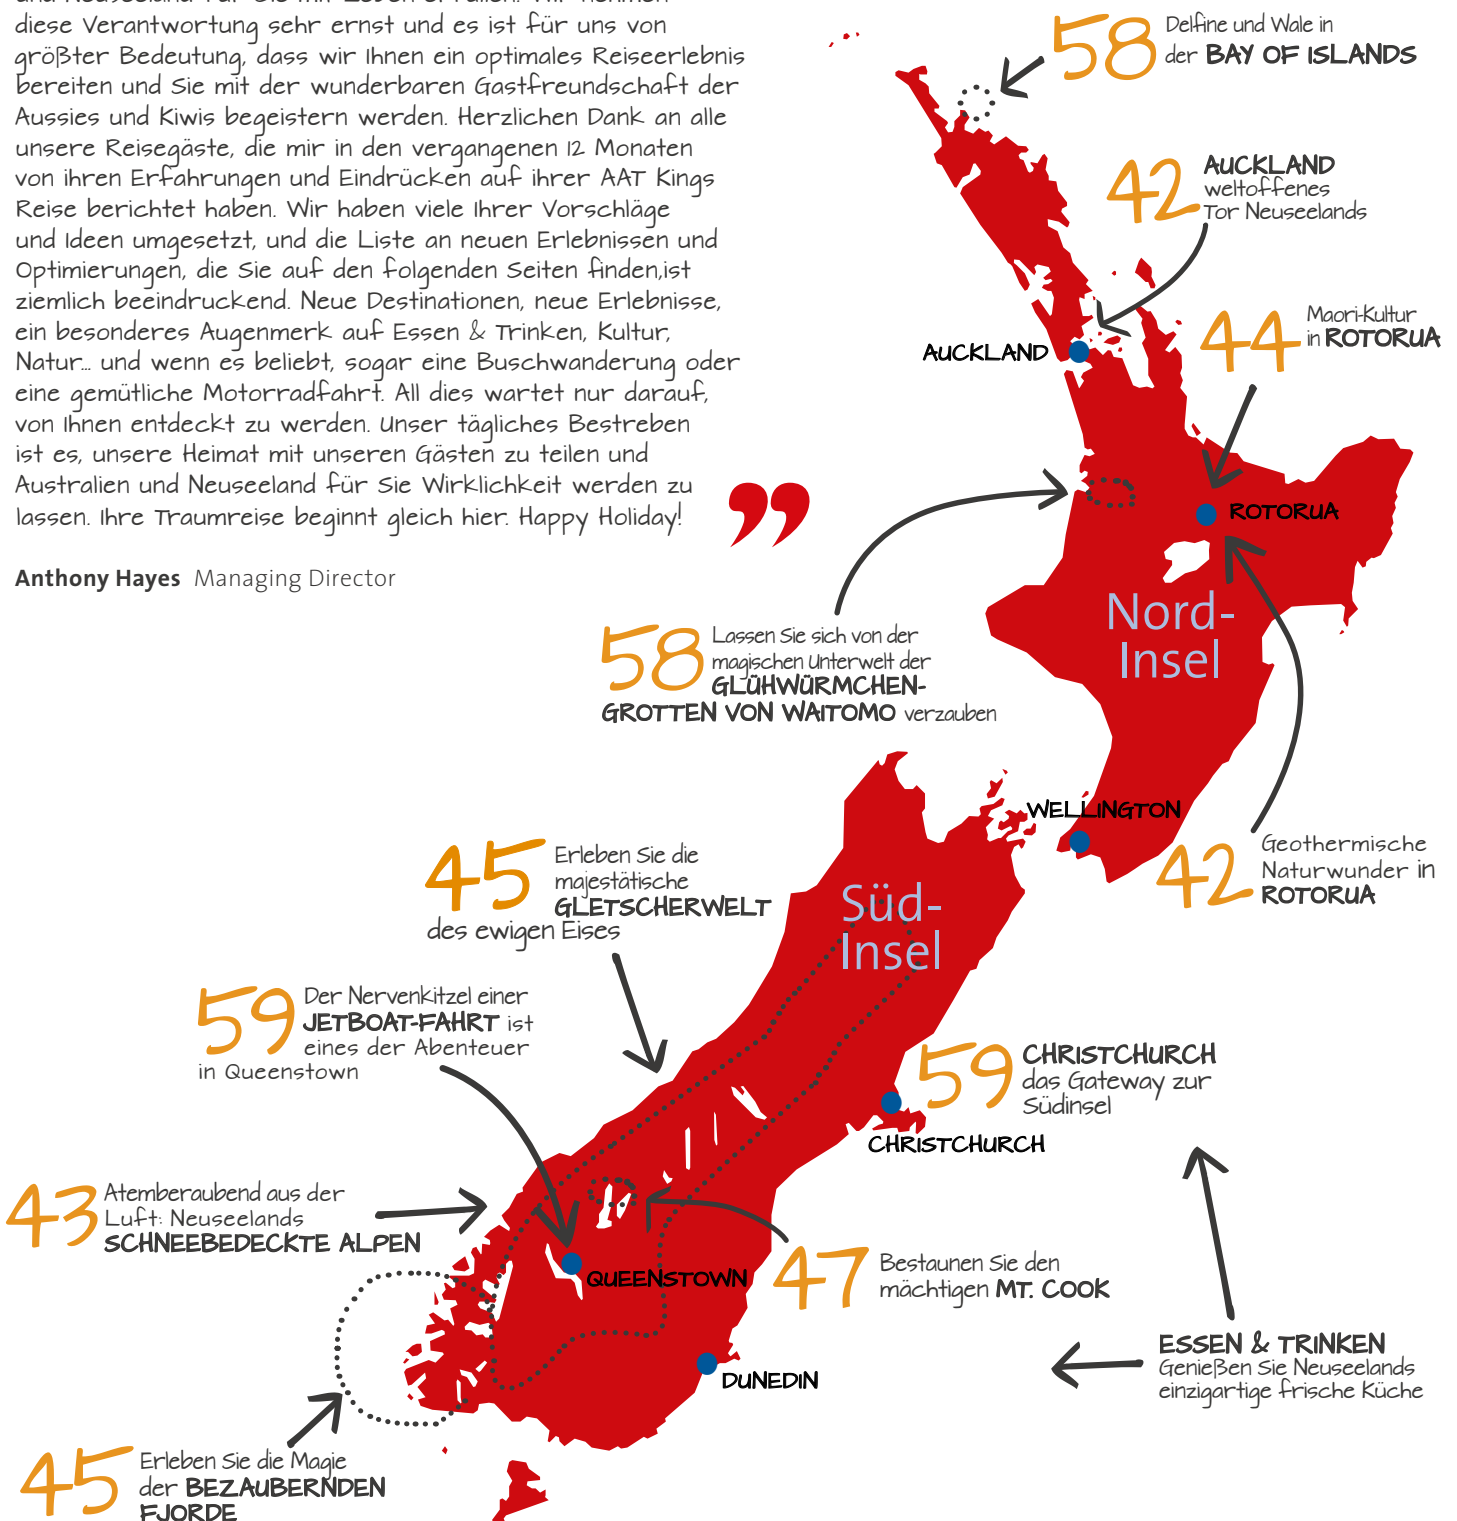 diese Verantwortung sehr ernst und es ist für uns von
größter Bedeutung, dass wir Ihnen ein optimales Reiseerlebnis
bereiten und Sie mit der wunderbaren Gastfreundschaft der
Aussies und Kiwis begeistern werden. Herzlichen Dank an alle
unsere Reisegäste, die mir in den vergangenen 12 Monaten
von ihren Erfahrungen und Eindrücken auf ihrer AAT Kings
Reise berichtet haben. Wir haben viele Ihrer Vorschläge
und Ideen umgesetzt, und die Liste an neuen Erlebnissen und
Optimierungen, die Sie auf den folgenden Seiten finden,ist
ziemlich beeindruckend. Neue Destinationen, neue Erlebnisse,
ein besonderes Augenmerk auf Essen & Trinken, Kultur,
Natur... und wenn es beliebt, sogar eine Buschwanderung oder
eine gemütliche Motorradfahrt. All dies wartet nur darauf,
von Ihnen entdeckt zu werden. Unser tägliches Bestreben
ist es, unsere Heimat mit unseren Gästen zu teilen und
Australien und Neuseeland für Sie Wirklichkeit werden zu
lassen. Ihre Traumreise beginnt gleich hier. Happy Holiday!
”
Anthony Hayes Managing Director
58 Delfine und Wale in
der BAY OF ISLANDS
42 AUCKLAND
weltoffenes
Tor Neuseelands
AUCKLAND
44 Maori-Kultur
in ROTORUA
ROTORUA
Nord-
Insel
58 Lassen Sie sich von der
magischen Unterwelt der
GLÜHWÜRMCHEN-
GROTTEN VON WAITOMO verzauben
WELLINGTON
42 Geothermische
Naturwunder in
ROTORUA
45 Erleben Sie die
majestätische
GLETSCHERWELT
des ewigen Eises
Süd-
Insel
59 Der Nervenkitzel einer
JETBOAT-FAHRT ist
eines der Abenteuer
in Queenstown
59 CHRISTCHURCH
das Gateway zur
Südinsel
CHRISTCHURCH
43 Atemberaubend aus der
Luft: Neuseelands
SCHNEEBEDECKTE ALPEN
QUEENSTOWN
47 Bestaunen Sie den
mächtigen MT. COOK
ESSEN & TRINKEN
Genießen Sie Neuseelands
einzigartige frische Küche
DUNEDIN
45 Erleben Sie die Magie
der BEZAUBERNDEN
FJORDE